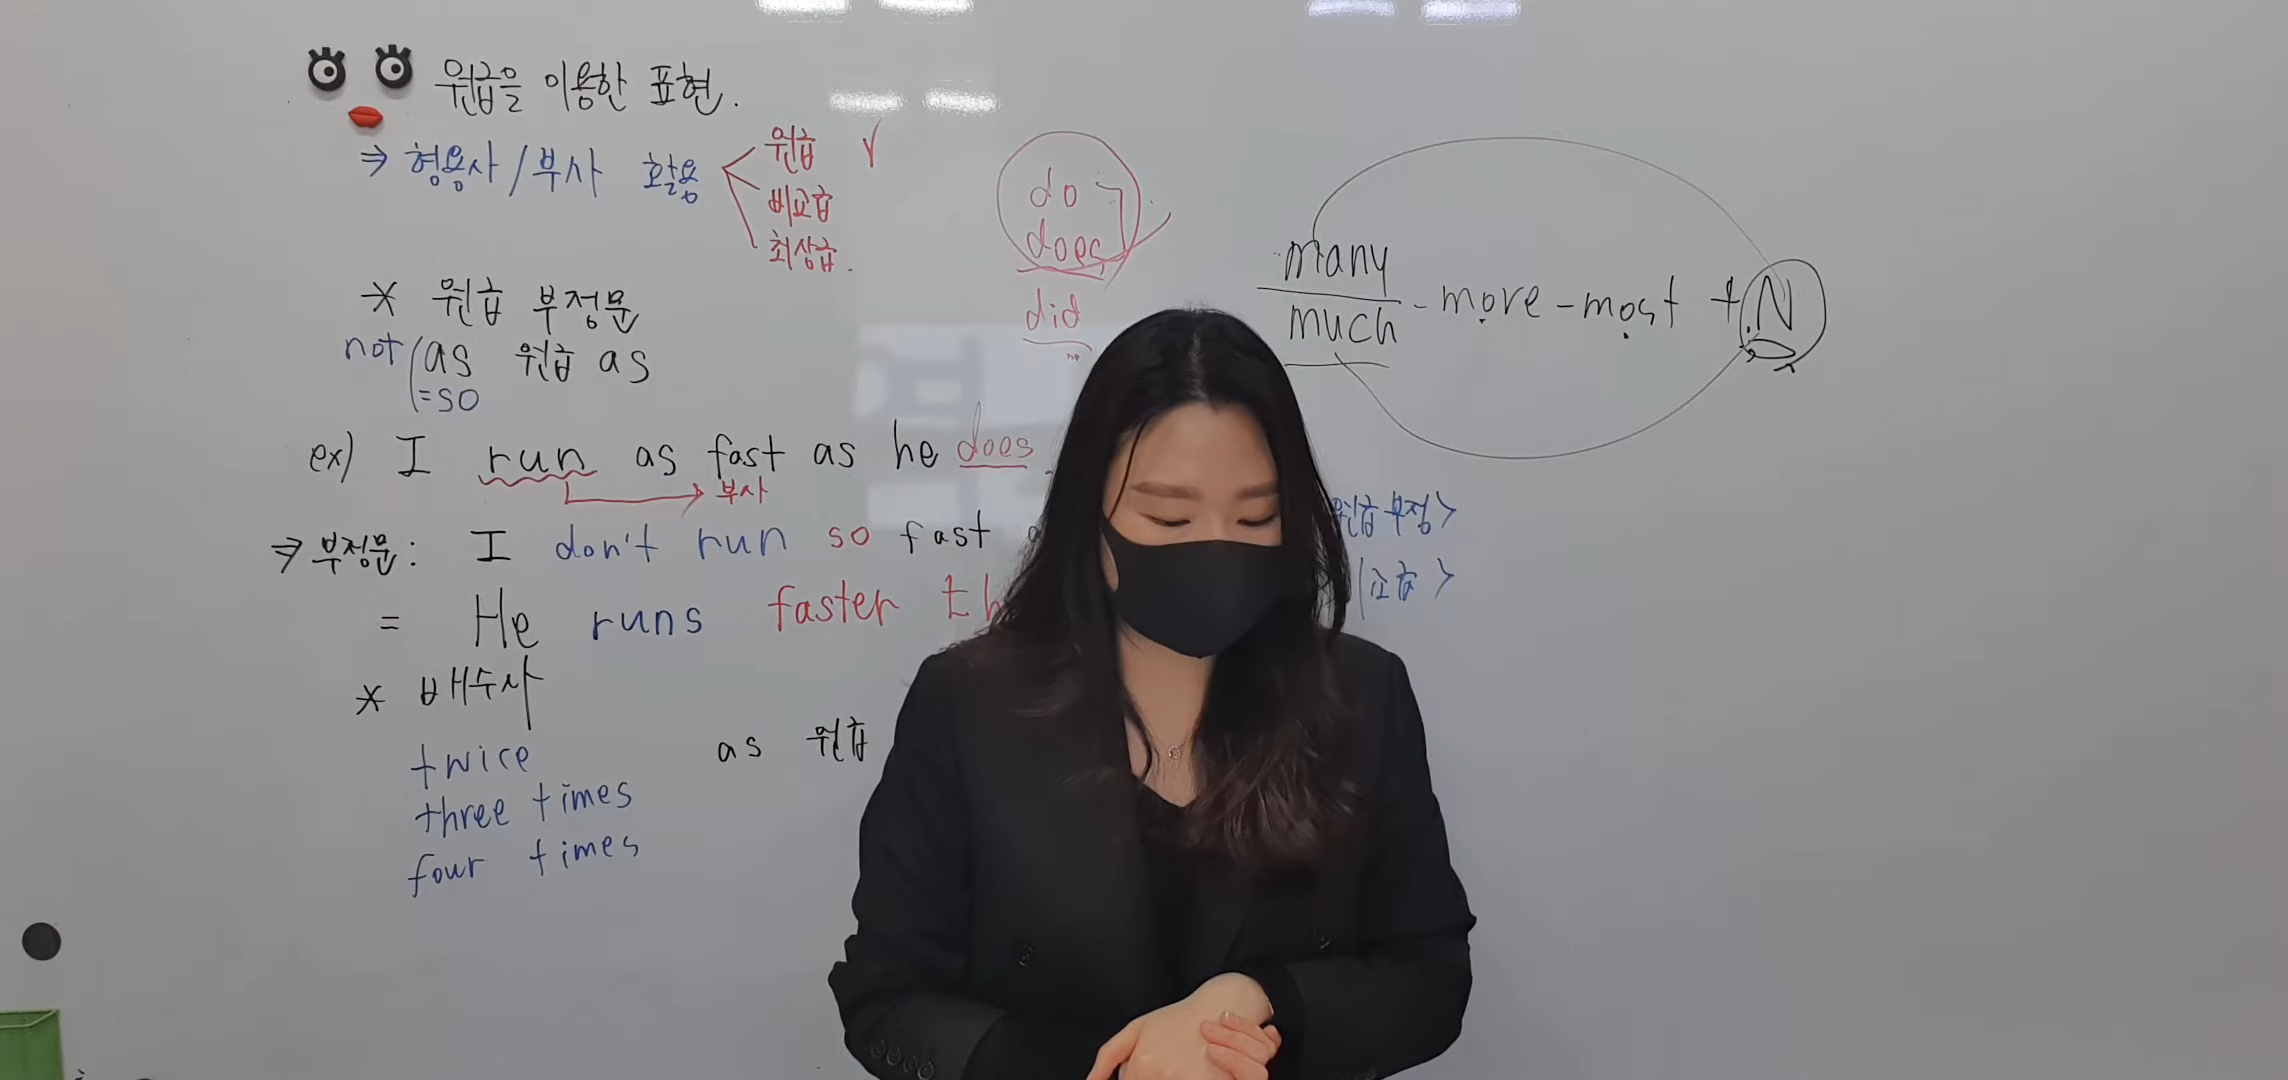 원급을 이용한 표현.
⇒ 형용사/부사 활용
원급 √
비교급
최상급.
do
does
did
many
much - more - most + N
* 원급 부정문
not (as 원급 as
= so
ex) I run as fast as he does.
부사
⇒ 부정문: I don't run so fast
원급 부정>
= He runs faster
교급>
* 배수사
twice
three times
four times
as 원급